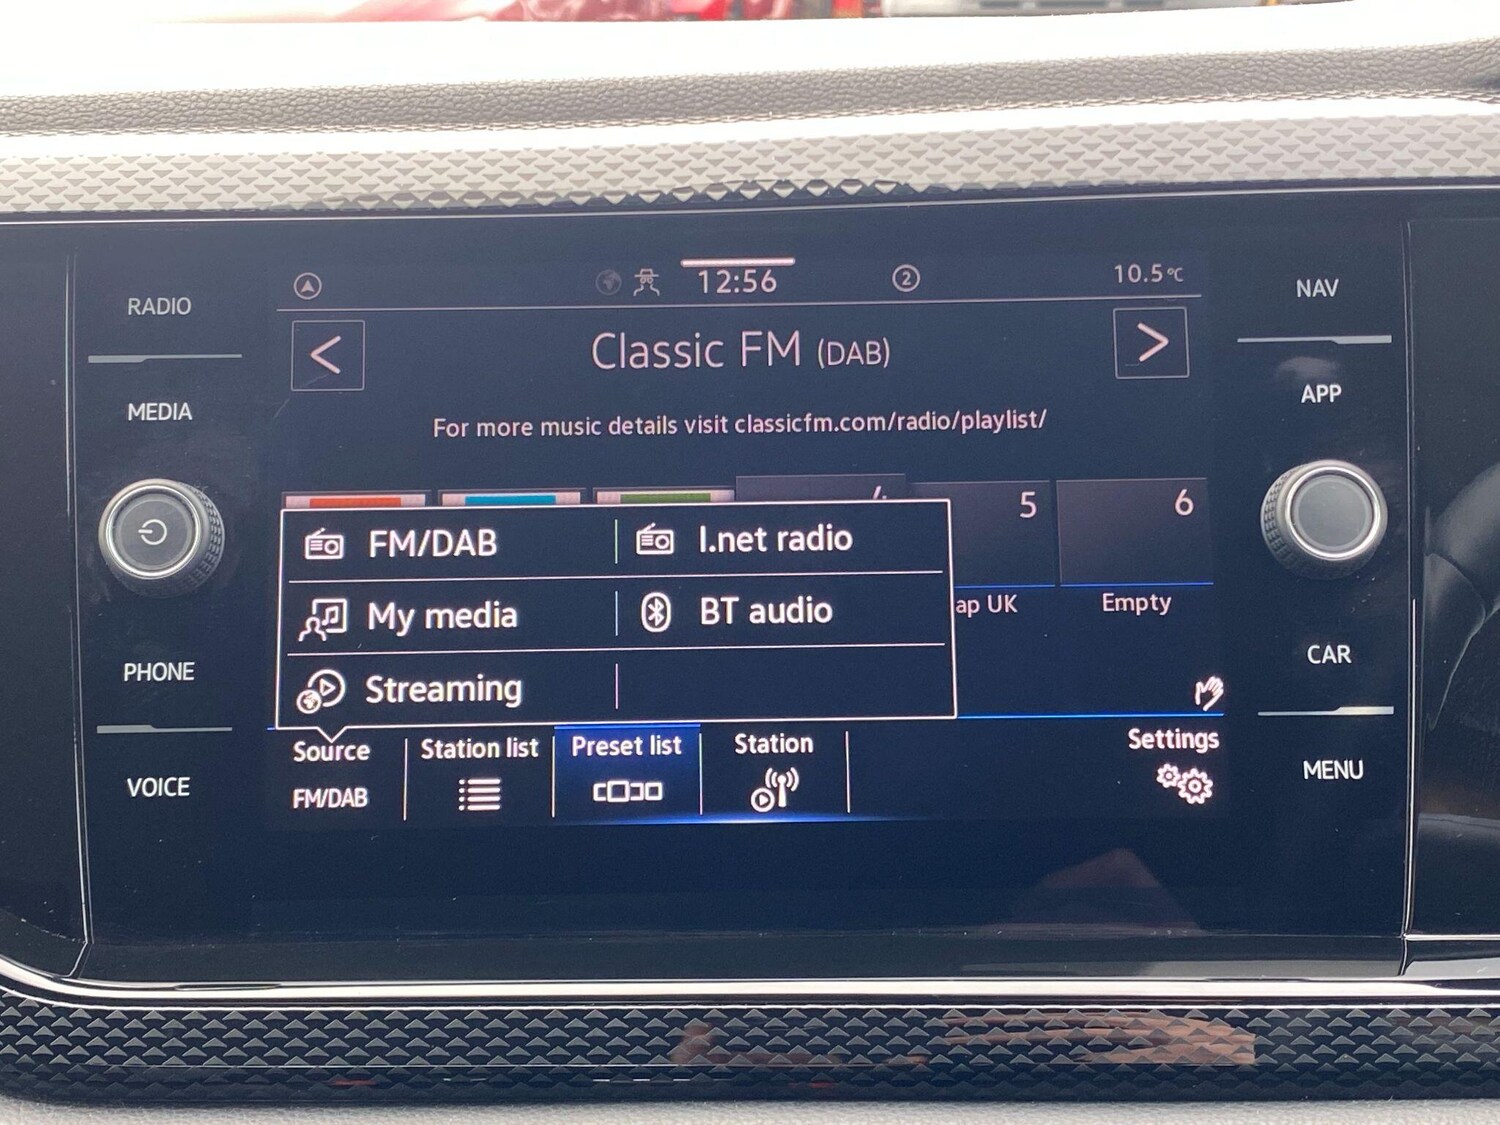 RADIO
MEDIA
PHONE
VOICE
12:56
2
10.5°C
< Classic FM (DAB) >
For more music details visit classicfm.com/radio/playlist/
4
5
6
ap UK
Empty
FM/DAB
I.net radio
My media
BT audio
Streaming
Source
FM/DAB
Station list
Preset list
Station
Settings
NAV
APP
CAR
MENU